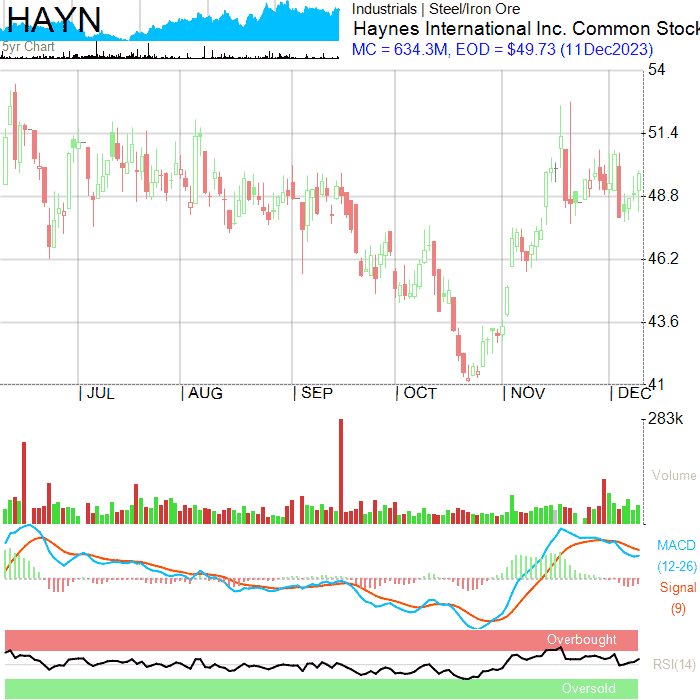 HAYN
5yr Chart
Industrials | Steel/Iron Ore
Haynes International Inc. Common Stock
MC = 634.3M, EOD = $49.73 (11Dec2023)
54
51.4
48.8
46.2
43.6
41
JUL AUG SEP OCT NOV DEC
283k
Volume
MACD
(12-26)
Signal
(9)
Overbought
RSI(14)
Oversold